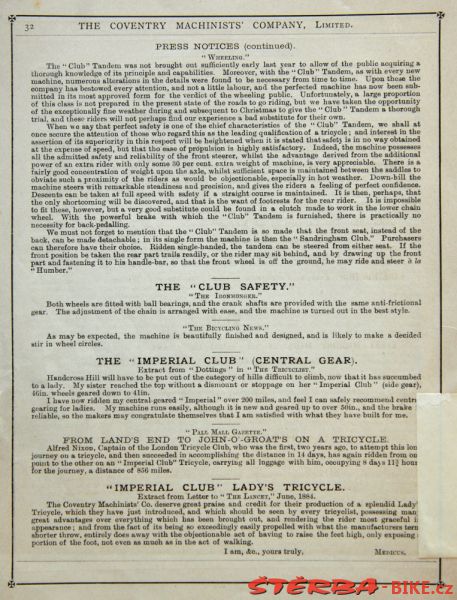 32 THE COVENTRY MACHINISTS' COMPANY, LIMITED.
PRESS NOTICES (continued).
"WHEELING."
The "Club" Tandem was not brought out sufficiently early last year to allow of the public acquiring a
thorough knowledge of its principle and capabilities. Moreover, with the "Club" Tandem, as with every new
machine, numerous alterations in the details were found to be necessary from time to time. Upon these the
company has bestowed every attention, and not a little labour, and the perfected machine has now been sub-
mitted in its most approved form for the verdict of the wheeling public. Unfortunately, a large proportion
of this class is not prepared in the present state of the roads to go riding, but we have taken the opportunity
of the exceptionally fine weather during and subsequent to Christmas to give the "Club" Tandem a thorough
trial, and these riders will not perhaps find our experience a bad substitute for their own.
When we say that perfect safety is one of the chief characteristics of the "Club" Tandem, we shall at
once secure the attention of those who regard this as the leading qualification of a tricycle; and interest in the
assertion of its superiority in this respect will be heightened when it is stated that safety is in no way obtained
at the expense of speed, but that the ease of propulsion is highly satisfactory. Indeed, the machine possesses
all the admitted safety and reliability of the front steerer, whilst the advantage derived from the additional
power of an extra rider with only some 30 per cent. extra weight of machine, is very appreciable. There is a
fairly good concentration of weight upon the axle, whilst sufficient space is maintained between the saddles to
obviate such a proximity of the riders as would be objectionable, especially in hot weather. Down-hill the
machine steers with remarkable steadiness and precision, and gives the riders a feeling of perfect confidence.
Descents can be taken at full speed with safety if a straight course is maintained. It is then, perhaps, that
the only shortcoming will be discovered, and that is the want of footrests for the rear rider. It is impossible
to fit those, however, but a very good substitute could be found in a clutch made to work in the lower chain
wheel. With the powerful brake with which the "Club" Tandem is furnished, there is practically no
necessity for back-pedalling.
We must not forget to mention that the "Club" Tandem is so made that the front seat, instead of the
back, can be made detachable; in its single form the machine is then the "Sandringham Club." Purchasers
can therefore have their choice. Ridden single-handed, the tandem can be steered from either seat. If the
front position be taken the rear part trails readily, or the rider may sit behind, and by drawing up the front
part and fastening it to his handle-bar, so that the front wheel is off the ground, he may ride and steer à la
"Humber."
THE "CLUB SAFETY."
"THE IRONMONGER."
Both wheels are fitted with ball bearings, and the crank shafts are provided with the same anti-frictional
gear. The adjustment of the chain is arranged with ease, and the machine is turned out in the best style.
"THE BICYCLING NEWS."
As may be expected, the machine is beautifully finished and designed, and is likely to make a decided
stir in wheel circles.
THE "IMPERIAL CLUB" (CENTRAL GEAR).
Extract from "Dottings" in "THE TRICYCLIST."
Handcross Hill will have to be put out of the category of hills difficult to climb, now that it has succumbed
to a lady. My sister reached the top without a dismount or stoppage on her "Imperial Club" (side gear),
46in. wheels geared down to 41in.
I have now ridden my central-geared "Imperial" over 200 miles, and feel I can safely recommend
gearing for ladies. My machine runs easily, although it is new and geared up to over 50in., and the brake
reliable, so the makers may congratulate themselves that I am satisfied with what they have built for me.
"PALL MALL GAZETTE."
FROM LAND'S END TO JOHN-O'-GROAT'S ON A TRICYCLE.
Alfred Nixon, Captain of the London Tricycle Club, who was the first, two years ago, to attempt this
journey on a tricycle, and then succeeded in accomplishing the distance in 14 days, has again ridden from
point to the other on an "Imperial Club" Tricycle, carrying all luggage with him, occupying 8 days 11¾
for the journey, a distance of 856 miles.
"IMPERIAL CLUB" LADY'S TRICYCLE.
Extract from Letter to "THE LANCET," June, 1884.
The Coventry Machinists' Co. deserve great praise and credit for their production of a splendid
Tricycle, which they have just introduced, and which should be seen by every tricyclist, possessing
great advantages over everything which has been brought out, and rendering the rider most graceful
appearance; and from the fact of its being so exceedingly easily propelled with what the manufacturers
shorter throw, entirely does away with the objectionable act of having to raise the feet high, only
portion of the foot, not even as much as in the act of walking.
I am, &c., yours truly, MEDICUS.
ŠTĚRBA-BIKE.cz